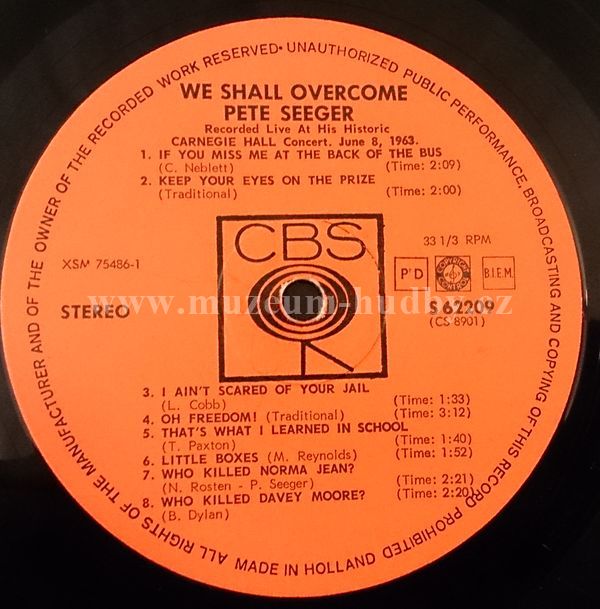 ALL RIGHTS OF THE MANUFACTURER AND OF THE OWNER OF THE RECORDED WORK RESERVED • UNAUTHORIZED PUBLIC PERFORMANCE, BROADCASTING AND COPYING OF THIS RECORD PROHIBITED
WE SHALL OVERCOME
PETE SEEGER
Recorded Live At His Historic
CARNEGIE HALL Concert. June 8, 1963.
1. IF YOU MISS ME AT THE BACK OF THE BUS
(C. Neblett) (Time: 2:09)
2. KEEP YOUR EYES ON THE PRIZE
(Traditional) (Time: 2:00)
CBS
33 1/3 RPM
XSM 75486-1
P'D COPYRIGHT CONTROL B.I.E.M.
www.muzeum-hudby.cz
STEREO
S 62209
(CS 8901)
3. I AIN'T SCARED OF YOUR JAIL
(L. Cobb) (Time: 1:33)
4. OH FREEDOM! (Traditional) (Time: 3:12)
5. THAT'S WHAT I LEARNED IN SCHOOL
(T. Paxton) (Time: 1:40)
6. LITTLE BOXES (M. Reynolds) (Time: 1:52)
7. WHO KILLED NORMA JEAN?
(N. Rosten - P. Seeger) (Time: 2:21)
8. WHO KILLED DAVEY MOORE? (Time: 2:20)
(B. Dylan)
MADE IN HOLLAND